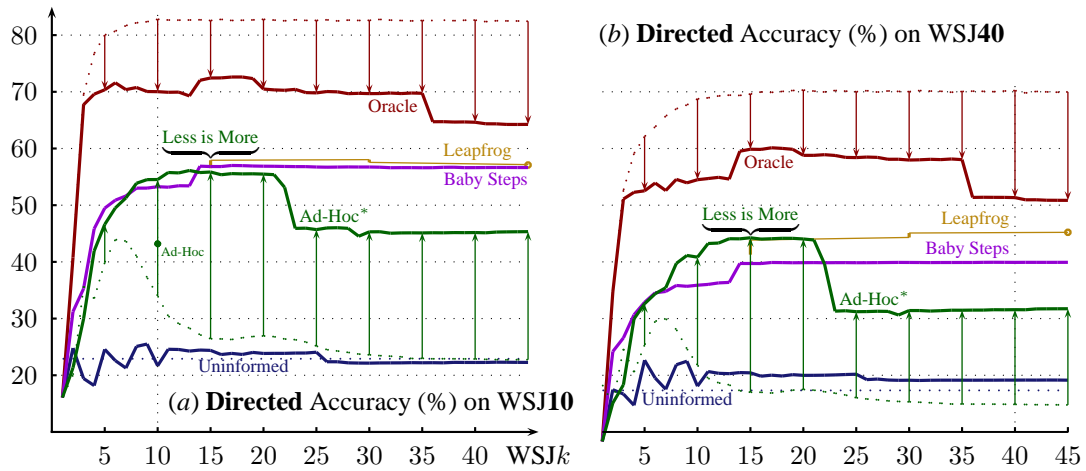 (b) Directed Accuracy (%) on WSJ40
80
70
60
50
40
30
20
Oracle
Less is More
Leapfrog
Baby Steps
Ad-Hoc*
Ad-Hoc
Uninformed
(a) Directed Accuracy (%) on WSJ10
5 10 15 20 25 30 35 40 WSJk
Oracle
Less is More
Leapfrog
Baby Steps
Ad-Hoc*
Uninformed
5 10 15 20 25 30 35 40 45